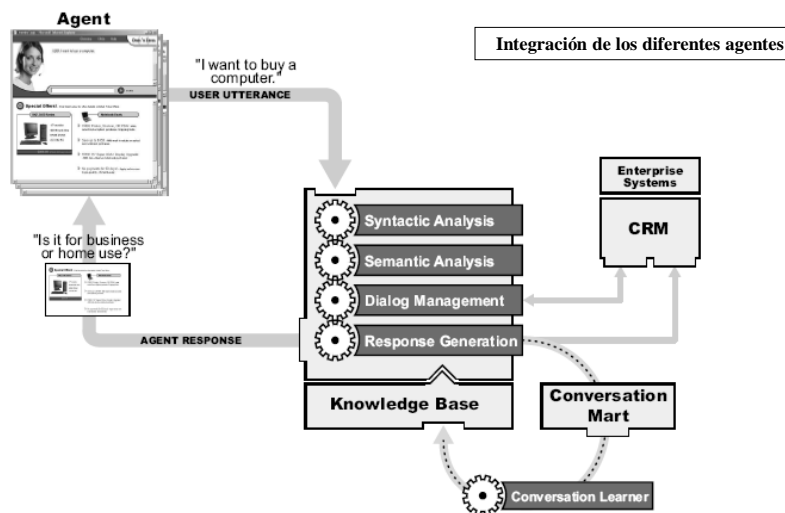 Agent
Integración de los diferentes agentes
"I want to buy a
computer."
USER UTTERANCE
Special Offers!
Enterprise
Systems
CRM
Syntactic Analysis
Semantic Analysis
Dialog Management
Response Generation
"Is it for business
or home use?"
AGENT RESPONSE
Knowledge Base
Conversation
Mart
Conversation Learner